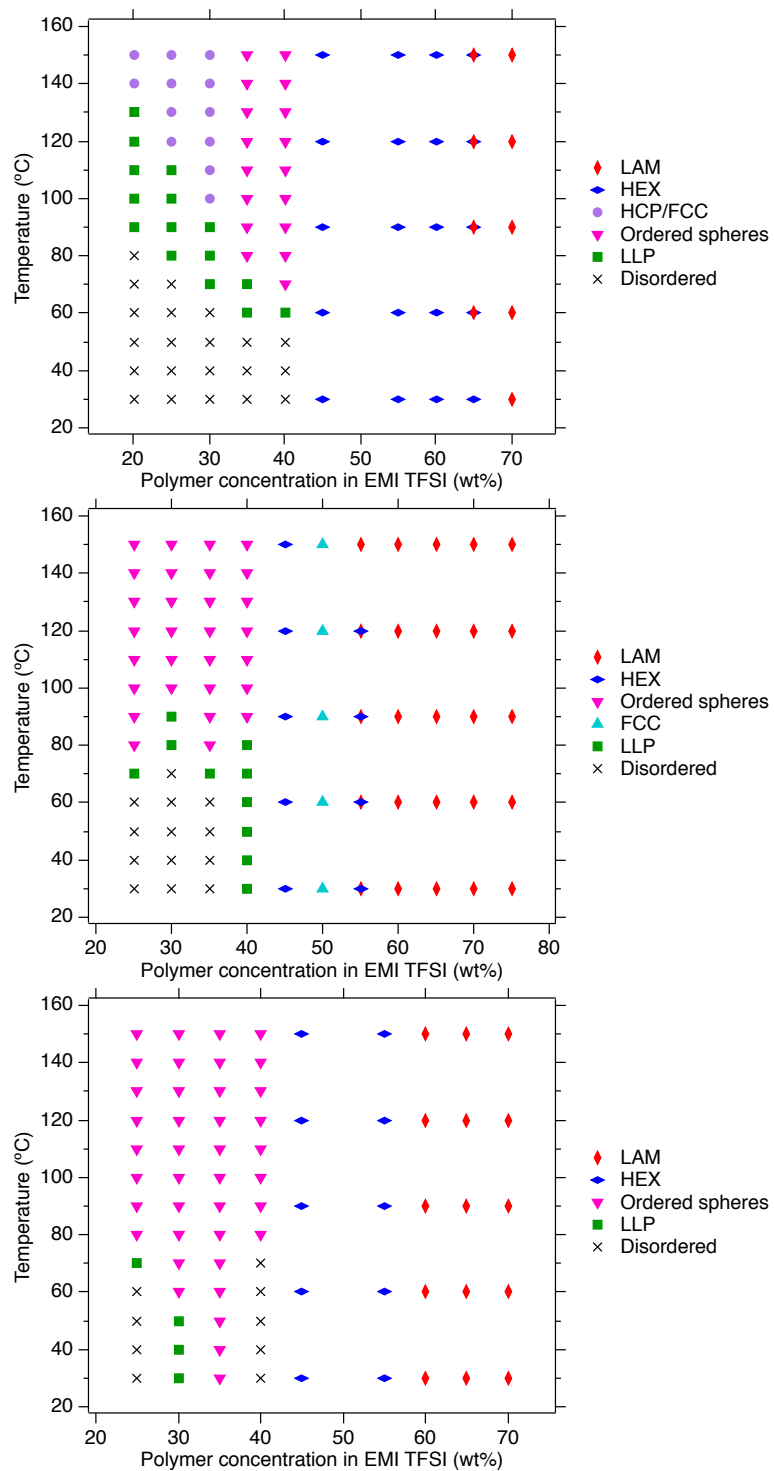 160
140
120
100
80
60
40
20
Temperature (ºC)
20
30
40
50
60
70
Polymer concentration in EMI TFSI (wt%)
LAM
HEX
HCP/FCC
Ordered spheres
LLP
Disordered
160
140
120
100
80
60
40
20
Temperature (ºC)
20
30
40
50
60
70
80
Polymer concentration in EMI TFSI (wt%)
LAM
HEX
Ordered spheres
FCC
LLP
Disordered
160
140
120
100
80
60
40
20
Temperature (ºC)
20
30
40
50
60
70
Polymer concentration in EMI TFSI (wt%)
LAM
HEX
Ordered spheres
LLP
Disordered